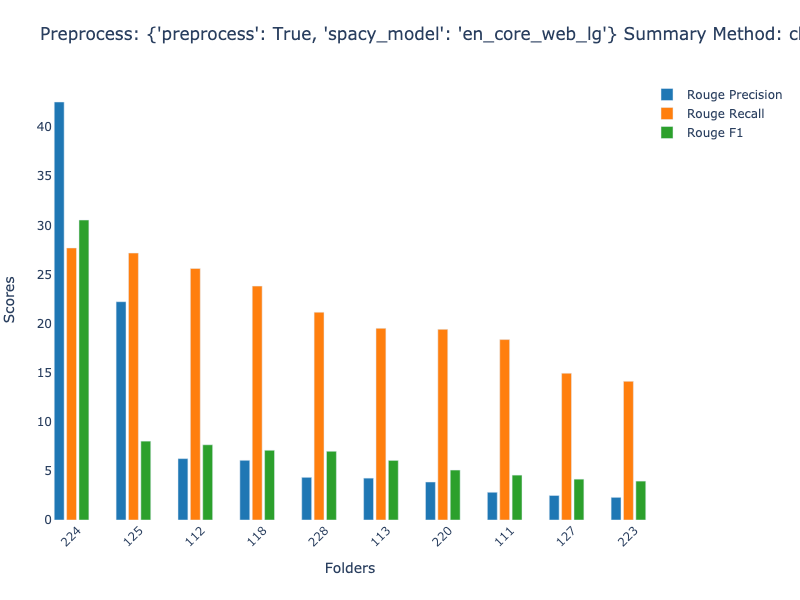 Preprocess: {'preprocess': True, 'spacy_model': 'en_core_web_lg'} Summary Method:
Rouge Precision
Rouge Recall
Rouge F1
40
35
30
25
20
15
10
5
0
Scores
224 125 112 118 228 113 220 111 127 223
Folders